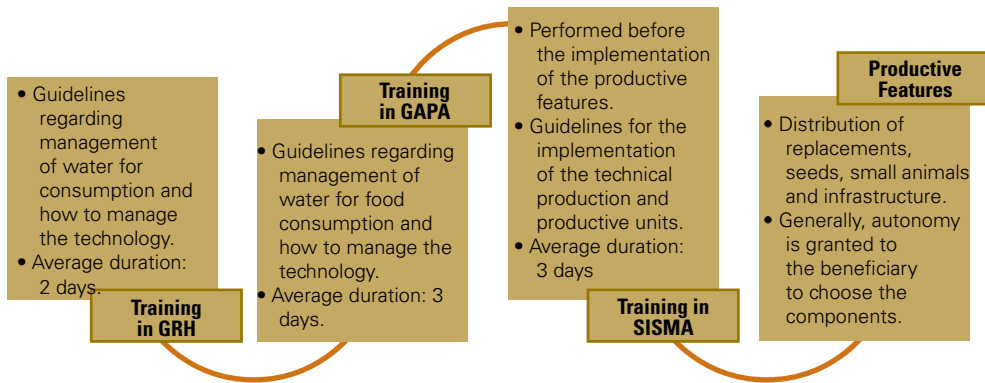 • Guidelines
regarding
management
of water for
consumption and
how to manage
the technology.
• Average duration:
2 days.
Training
in GRH
Training
in GAPA
• Guidelines regarding
management of
water for food
consumption and
how to manage the
technology.
• Average duration: 3
days.
• Performed before
the implementation
of the productive
features.
• Guidelines for the
implementation
of the technical
production and
productive units.
• Average duration:
3 days
Training in
SISMA
Productive
Features
• Distribution of
replacements,
seeds, small animals
and infrastructure.
• Generally, autonomy
is granted to
the beneficiary
to choose the
components.